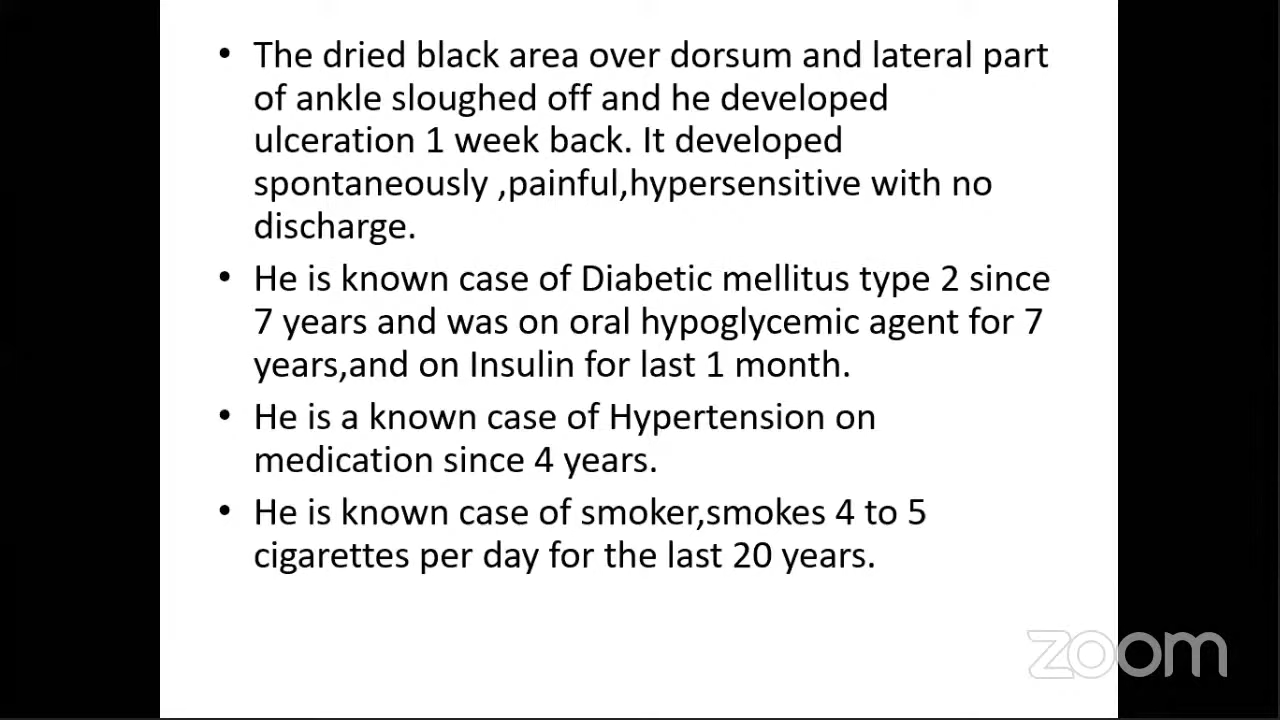 • The dried black area over dorsum and lateral part
of ankle sloughed off and he developed
ulceration 1 week back. It developed
spontaneously ,painful,hypersensitive with no
discharge.
• He is known case of Diabetic mellitus type 2 since
7 years and was on oral hypoglycemic agent for 7
years,and on Insulin for last 1 month.
• He is a known case of Hypertension on
medication since 4 years.
• He is known case of smoker,smokes 4 to 5
cigarettes per day for the last 20 years.
zoom